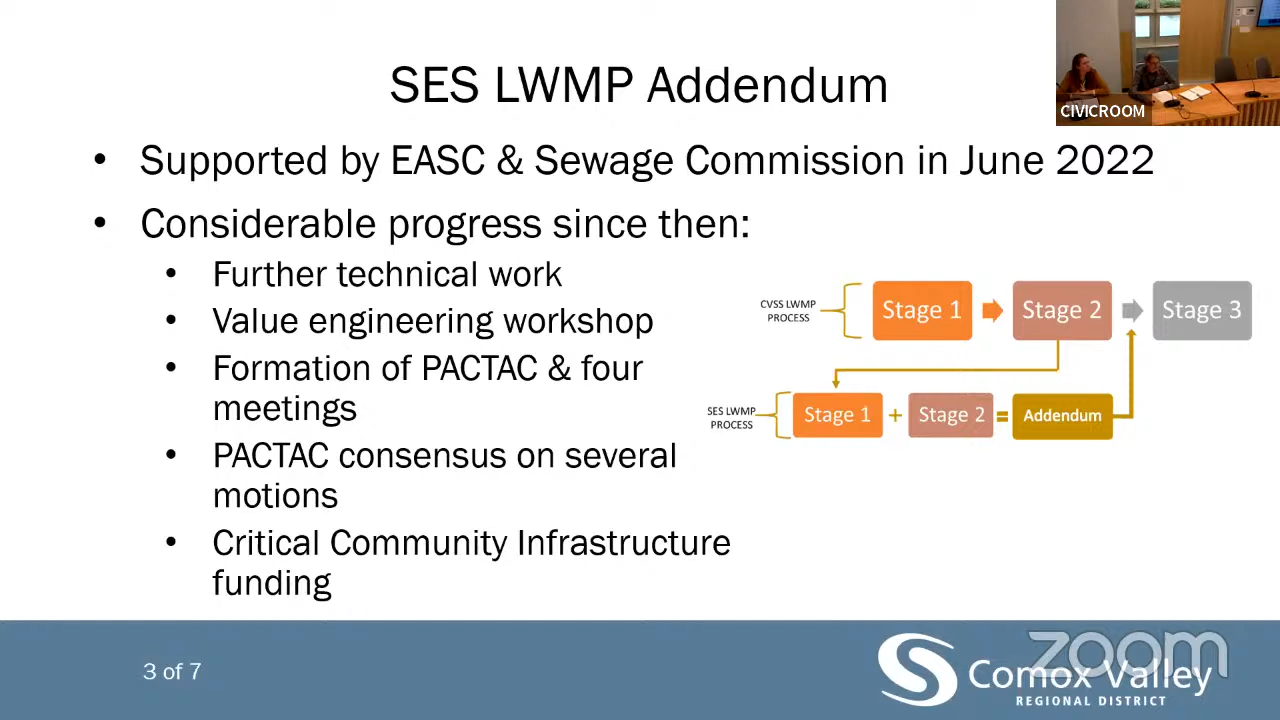 SES LWMP Addendum
CIVICROOM
• Supported by EASC & Sewage Commission in June 2022
• Considerable progress since then:
• Further technical work
• Value engineering workshop
• Formation of PACTAC & four
meetings
• PACTAC consensus on several
motions
• Critical Community Infrastructure
funding
CVSS LWMP
PROCESS
Stage 1
Stage 2
Stage 3
SES LWMP
PROCESS
Stage 1
+
Stage 2
=
Addendum
3 of 7
zoom
Comox Valley
REGIONAL DISTRICT